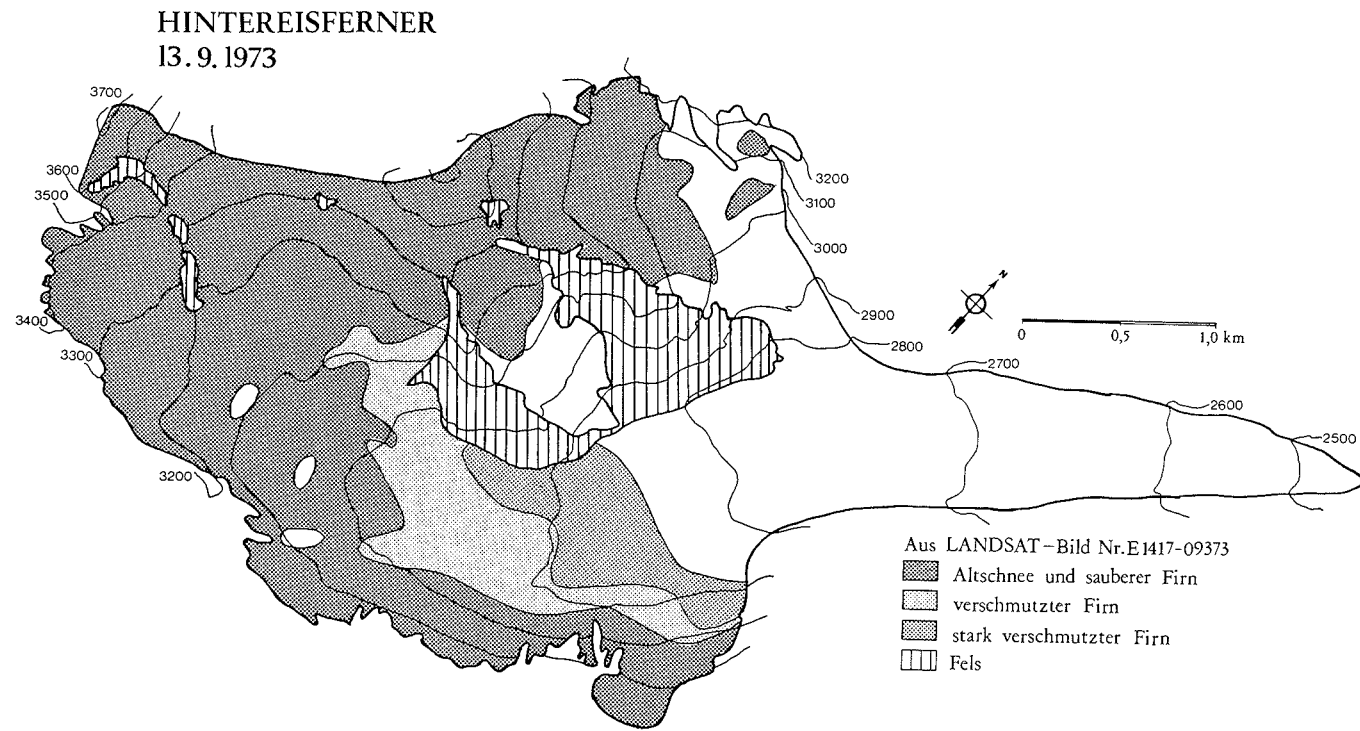 HINTEREISFERNER
13.9.1973
3700
3600
3500
3400
3300
3200
3200
3100
3000
2900
2800
2700
2600
2500
N
0 0,5 1,0 km
Aus LANDSAT-Bild Nr.E1417-09373
Altschnee und sauberer Firn
verschmutzter Firn
stark verschmutzter Firn
Fels